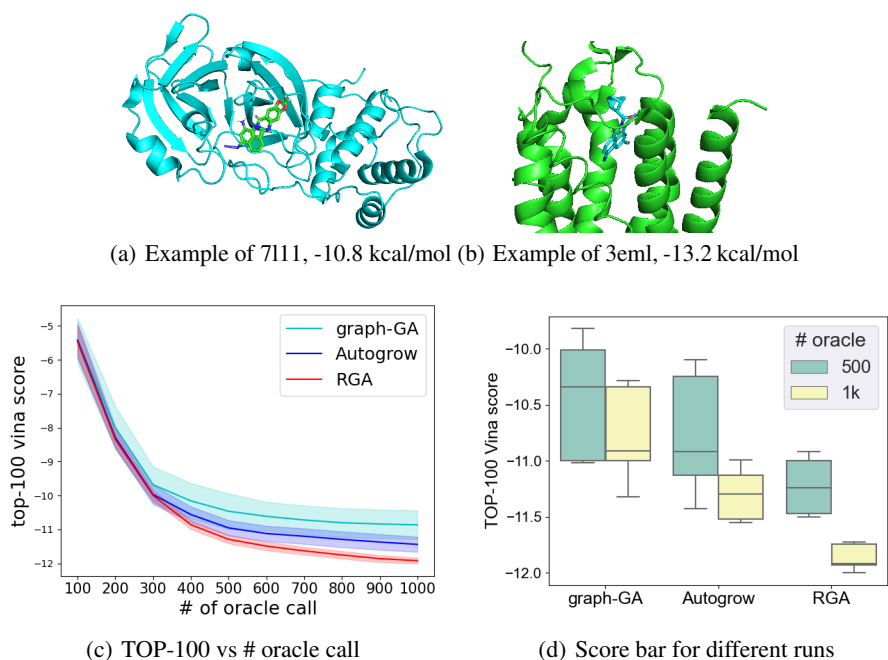 (a) Example of 7l11, -10.8 kcal/mol (b) Example of 3eml, -13.2 kcal/mol
graph-GA
Autogrow
RGA
−5
−6
−7
−8
−9
−10
−11
−12
top-100 vina score
100 200 300 400 500 600 700 800 900 1000
# of oracle call
(c) TOP-100 vs # oracle call
# oracle
500
1k
−10.0
−10.5
−11.0
−11.5
−12.0
TOP-100 Vina score
graph-GA Autogrow RGA
(d) Score bar for different runs